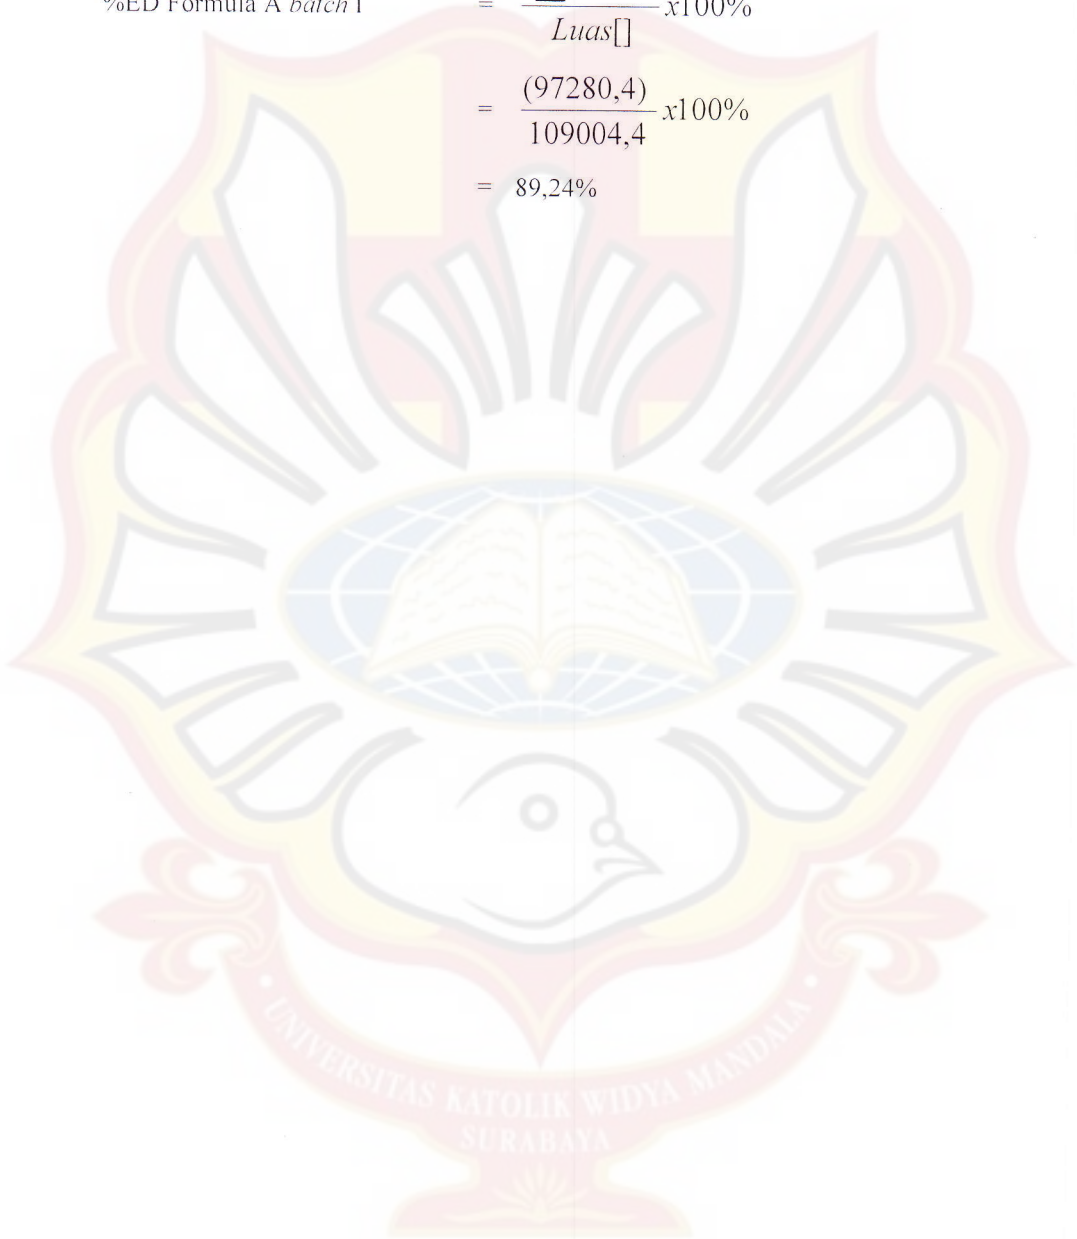 %ED Formula A batch I = x100%
Luas[]
= (97280,4) x100%
109004,4
= 89,24%
UNIVERSITAS KATOLIK WIDYA MANDALA
SURABAYA